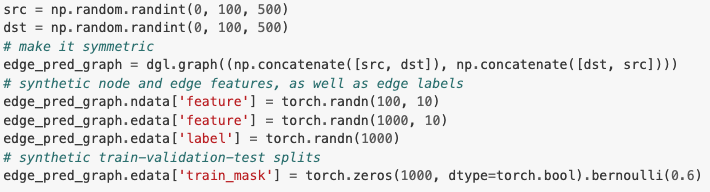 src = np.random.randint(0, 100, 500)
dst = np.random.randint(0, 100, 500)
# make it symmetric
edge_pred_graph = dgl.graph((np.concatenate([src, dst]), np.concatenate([dst, src])))
# synthetic node and edge features, as well as edge labels
edge_pred_graph.ndata['feature'] = torch.randn(100, 10)
edge_pred_graph.edata['feature'] = torch.randn(1000, 10)
edge_pred_graph.edata['label'] = torch.randn(1000)
# synthetic train-validation-test splits
edge_pred_graph.edata['train_mask'] = torch.zeros(1000, dtype=torch.bool).bernoulli(0.6)